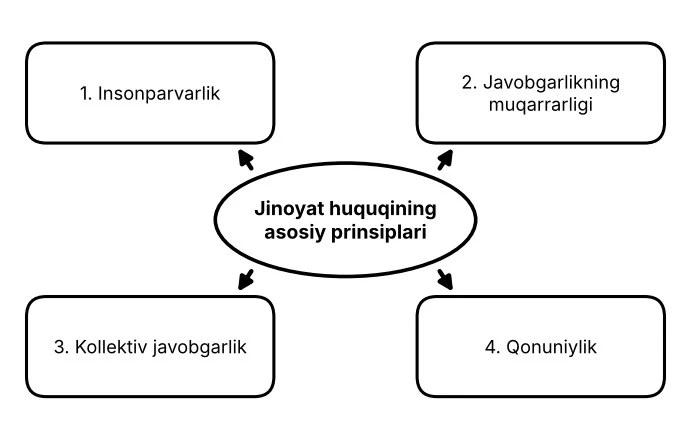 1. Insonparvarlik
2. Javobgarlikning
muqarrarligi
Jinoyat huquqining
asosiy prinsiplari
3. Kollektiv javobgarlik
4. Qonuniylik